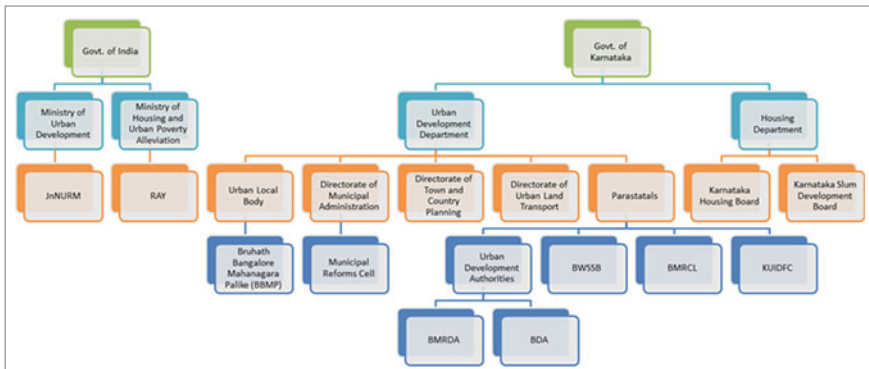 Govt. of India
Govt. of
Karnataka
Ministry of
Urban
Development
Ministry of
Housing and
Urban Poverty
Alleviation
Urban
Development
Department
Housing
Department
JnNURM
RAY
Urban Local
Body
Directorate of
Municipal
Administration
Directorate of
Town and
Country
Planning
Directorate of
Urban Land
Transport
Parastatals
Karnataka
Housing Board
Karnataka Slum
Development
Board
Bruhath
Bangalore
Mahanagara
Palike (BBMP)
Municipal
Reforms Cell
Urban
Development
Authorities
BWSSB
BMRCL
KUIDFC
BMRDA
BDA